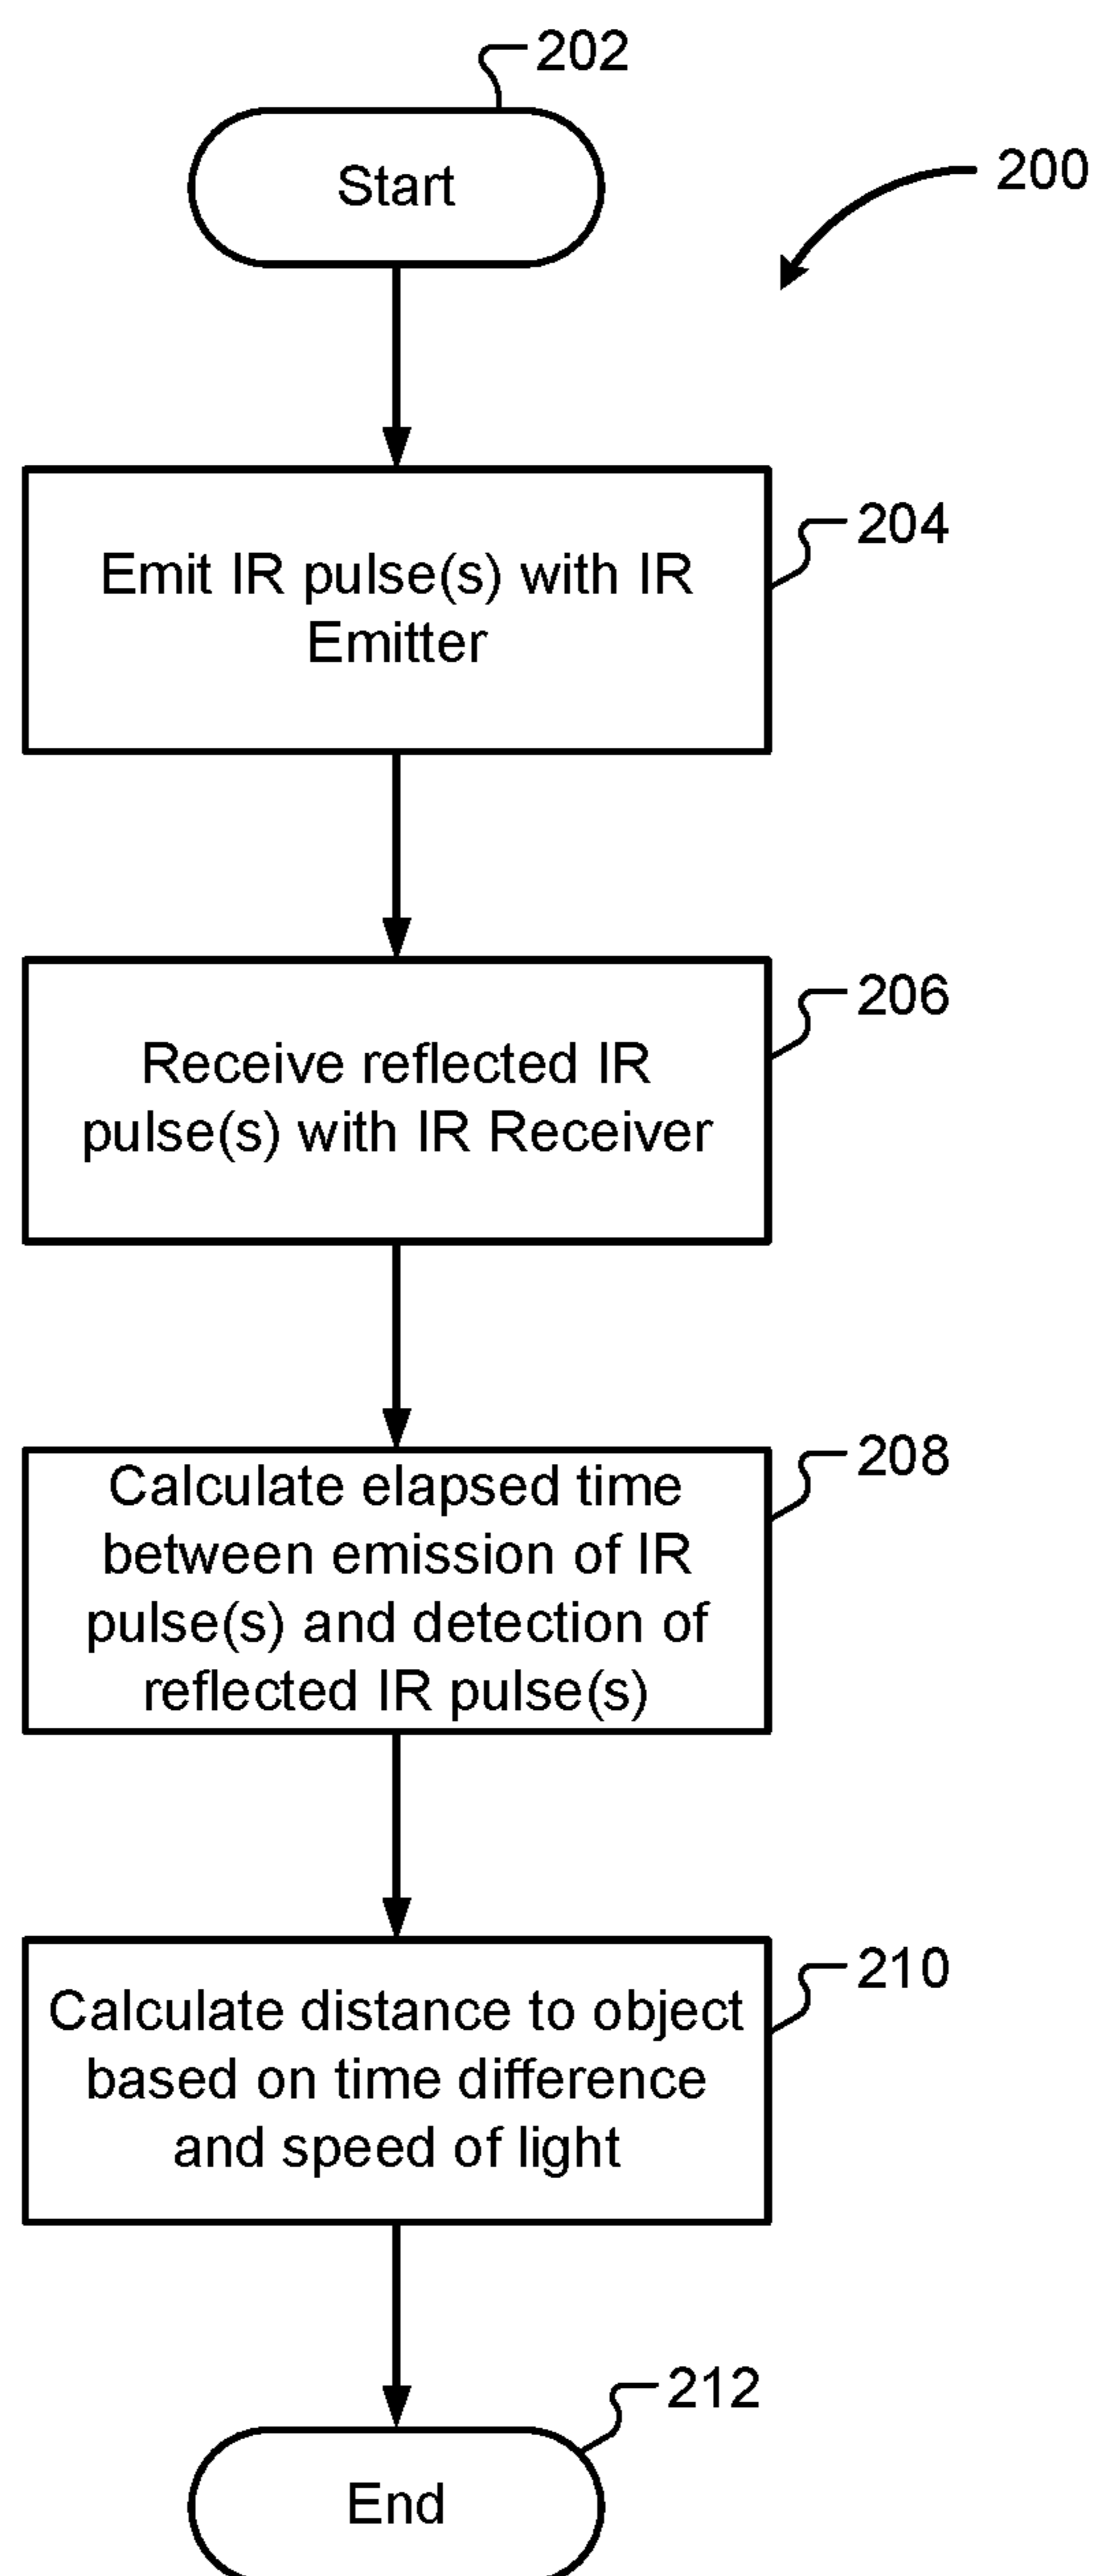 202
Start
200
Emit IR pulse(s) with IR
Emitter
204
Receive reflected IR
pulse(s) with IR Receiver
206
Calculate elapsed time
between emission of IR
pulse(s) and detection of
reflected IR pulse(s)
208
Calculate distance to object
based on time difference
and speed of light
210
212
End